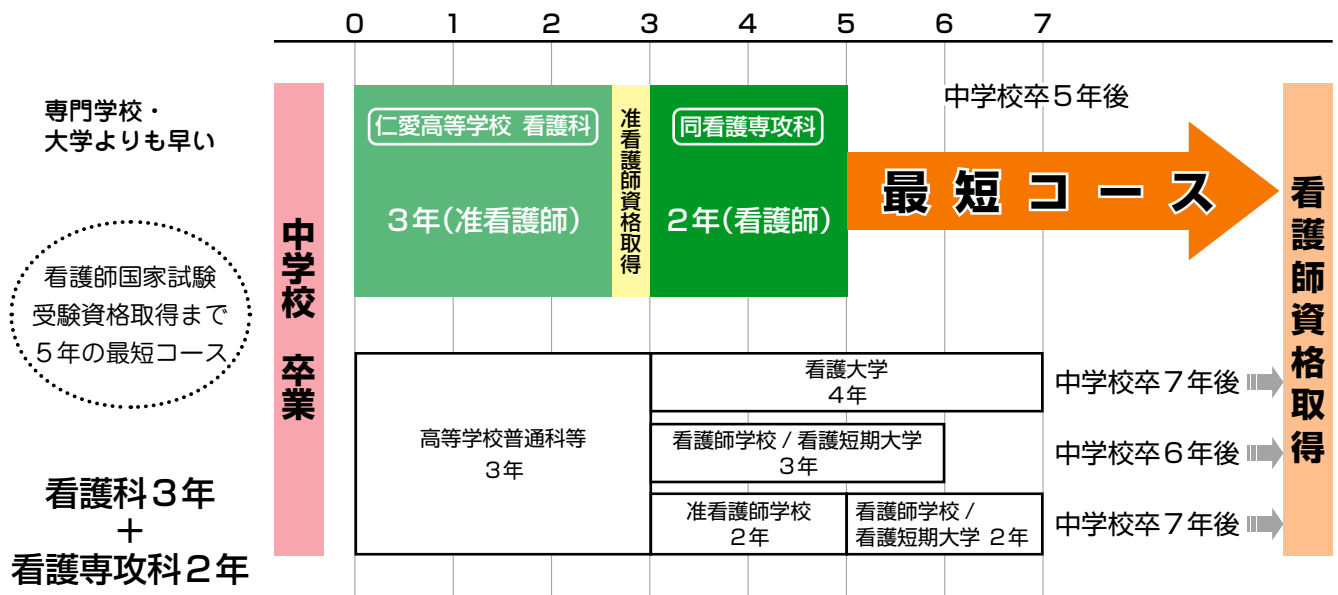 0 1 2 3 4 5 6 7
専門学校・
大学よりも早い
看護師国家試験
受験資格取得まで
５年の最短コース
看護科３年
＋
看護専攻科２年
中学校 卒業
仁愛高等学校 看護科
３年(准看護師)
准看護師資格取得
同看護専攻科
２年(看護師)
中学校卒５年後
最短コース
看護師資格取得
高等学校普通科等
３年
看護大学
４年
中学校卒７年後
看護師学校 / 看護短期大学
３年
中学校卒６年後
准看護師学校
２年
看護師学校 /
看護短期大学 ２年
中学校卒７年後